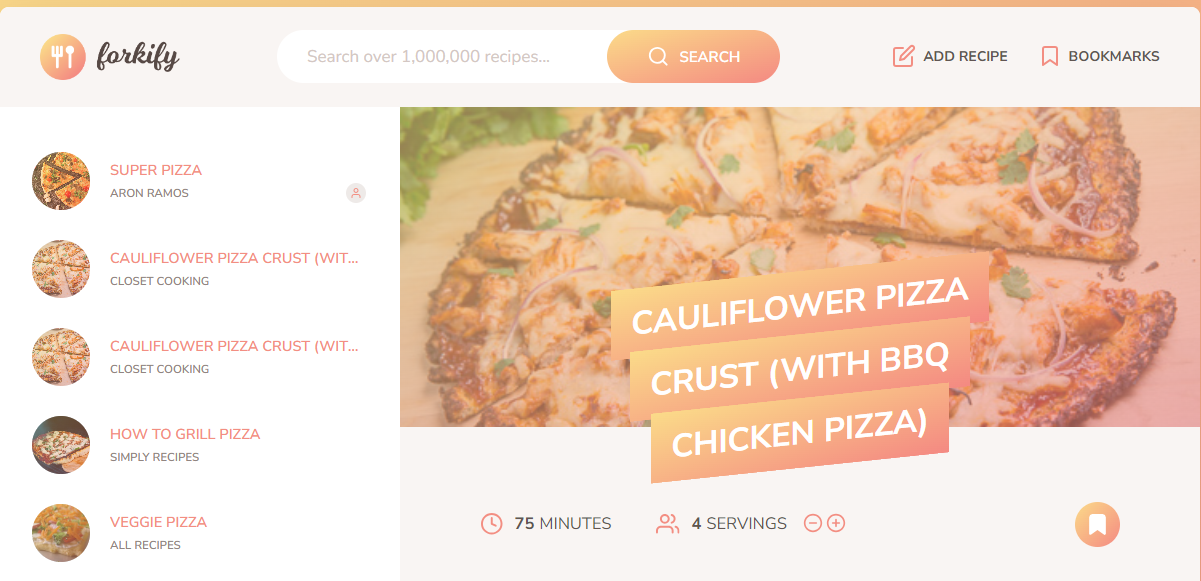 forkify
Search over 1,000,000 recipes...
SEARCH
ADD RECIPE
BOOKMARKS
SUPER PIZZA
ARON RAMOS
CAULIFLOWER PIZZA CRUST (WIT...
CLOSET COOKING
CAULIFLOWER PIZZA CRUST (WIT...
CLOSET COOKING
HOW TO GRILL PIZZA
SIMPLY RECIPES
VEGGIE PIZZA
ALL RECIPES
CAULIFLOWER PIZZA
CRUST (WITH BBQ
CHICKEN PIZZA)
75 MINUTES
4 SERVINGS